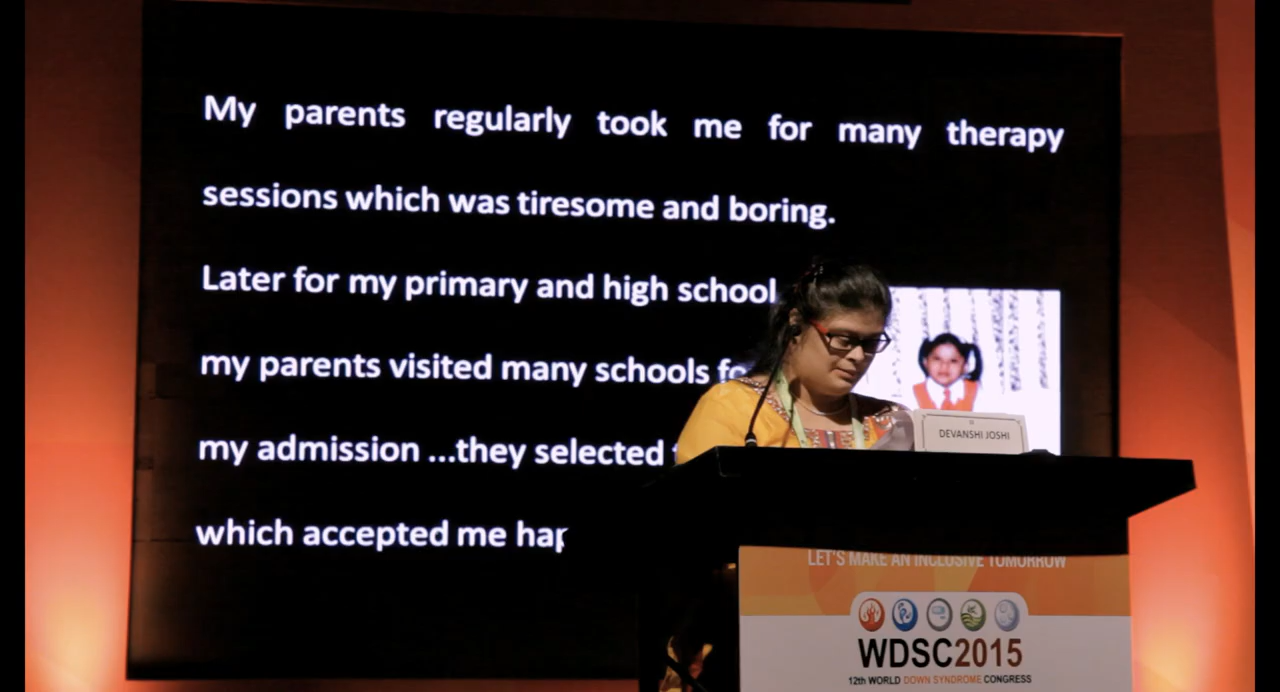 My parents regularly took me for many therapy
sessions which was tiresome and boring.
Later for my primary and high school
my parents visited many schools
my admission ...they selected
which accepted me
DEVANSHI JOSHI
LET'S MAKE AN INCLUSIVE TOMORROW
WDSC2015
12th WORLD DOWN SYNDROME CONGRESS